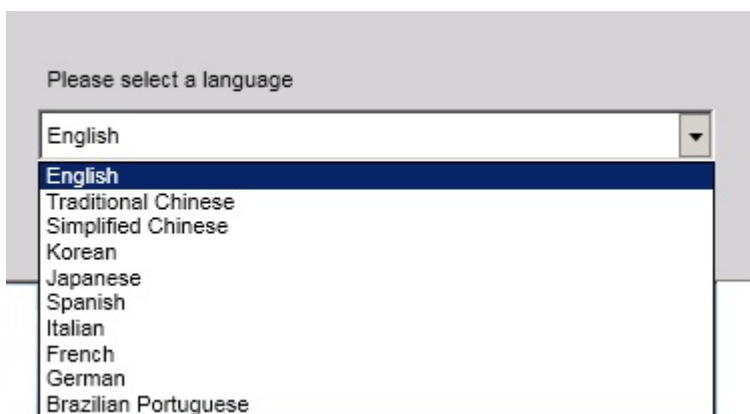 Please select a language
English
English
Traditional Chinese
Simplified Chinese
Korean
Japanese
Spanish
Italian
French
German
Brazilian Portuguese